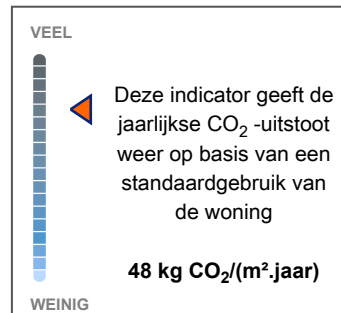 VEEL
Deze indicator geeft de
jaarlijkse CO₂ -uitstoot
weer op basis van een
standaardgebruik van
de woning
48 kg CO₂/(m².jaar)
WEINIG